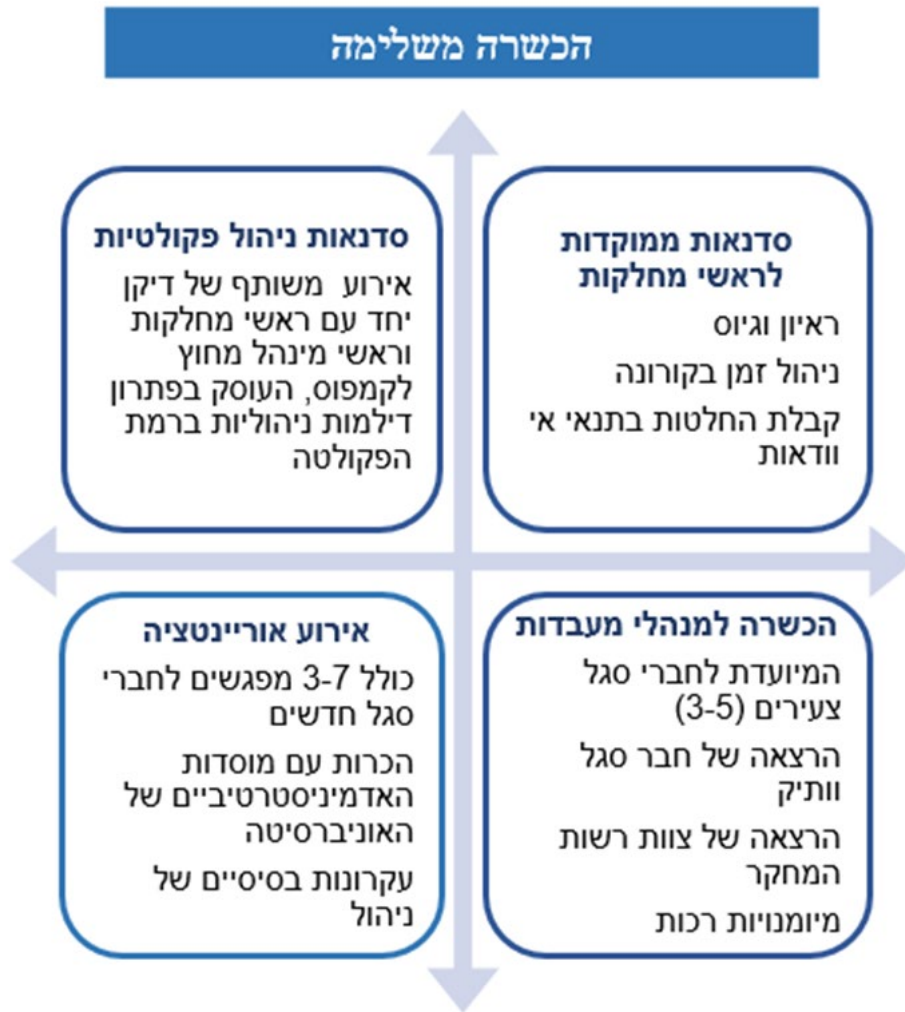 הכשרה משלימה
סדנאות ממוקדות
לראשי מחלקות
ראיון וגיוס
ניהול זמן בקורונה
קבלת החלטות בתנאי אי
וודאות
סדנאות ניהול פקולטיות
אירוע משותף של דיקן
יחד עם ראשי מחלקות
וראשי מינהל מחוץ
לקמפוס, העוסק בפתרון
דילמות ניהוליות ברמת
הפקולטה
הכשרה למנהלי מעבדות
המיועדת לחברי סגל
צעירים (3-5)
הרצאה של חבר סגל
וותיק
הרצאה של צוות רשות
המחקר
מיומנויות רכות
אירוע אוריינטציה
כולל 3-7 מפגשים לחברי
סגל חדשים
הכרות עם מוסדות
האדמיניסטרטיביים של
האוניברסיטה
עקרונות בסיסיים של
ניהול